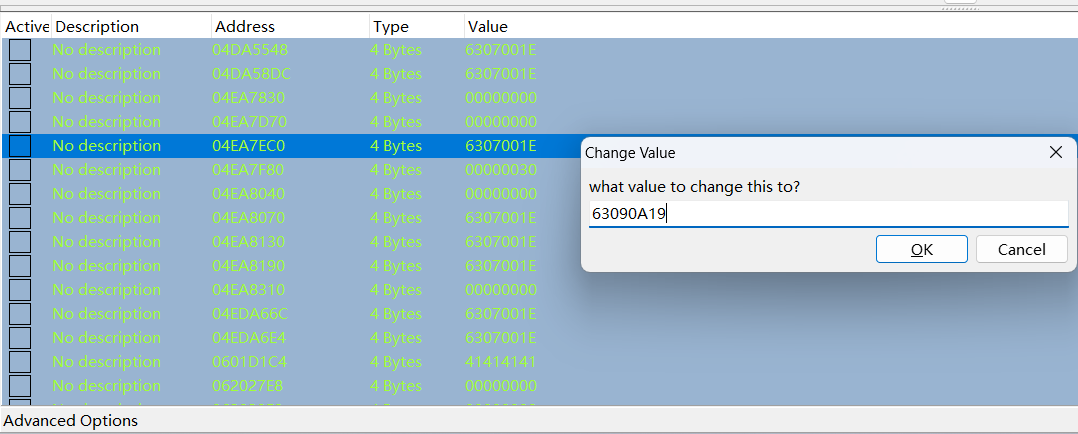 Active Description Address Type Value
No description 04DA5548 4 Bytes 6307001E
No description 04DA58DC 4 Bytes 6307001E
No description 04EA7830 4 Bytes 00000000
No description 04EA7D70 4 Bytes 00000000
No description 04EA7EC0 4 Bytes 6307001E
No description 04EA7F80 4 Bytes 00000030
No description 04EA8040 4 Bytes 00000000
No description 04EA8070 4 Bytes 6307001E
No description 04EA8130 4 Bytes 6307001E
No description 04EA8190 4 Bytes 6307001E
No description 04EA8310 4 Bytes 00000000
No description 04EDA66C 4 Bytes 6307001E
No description 04EDA6E4 4 Bytes 6307001E
No description 0601D1C4 4 Bytes 41414141
No description 062027E8 4 Bytes 00000000
Advanced Options
Change Value
what value to change this to?
63090A19
OK Cancel